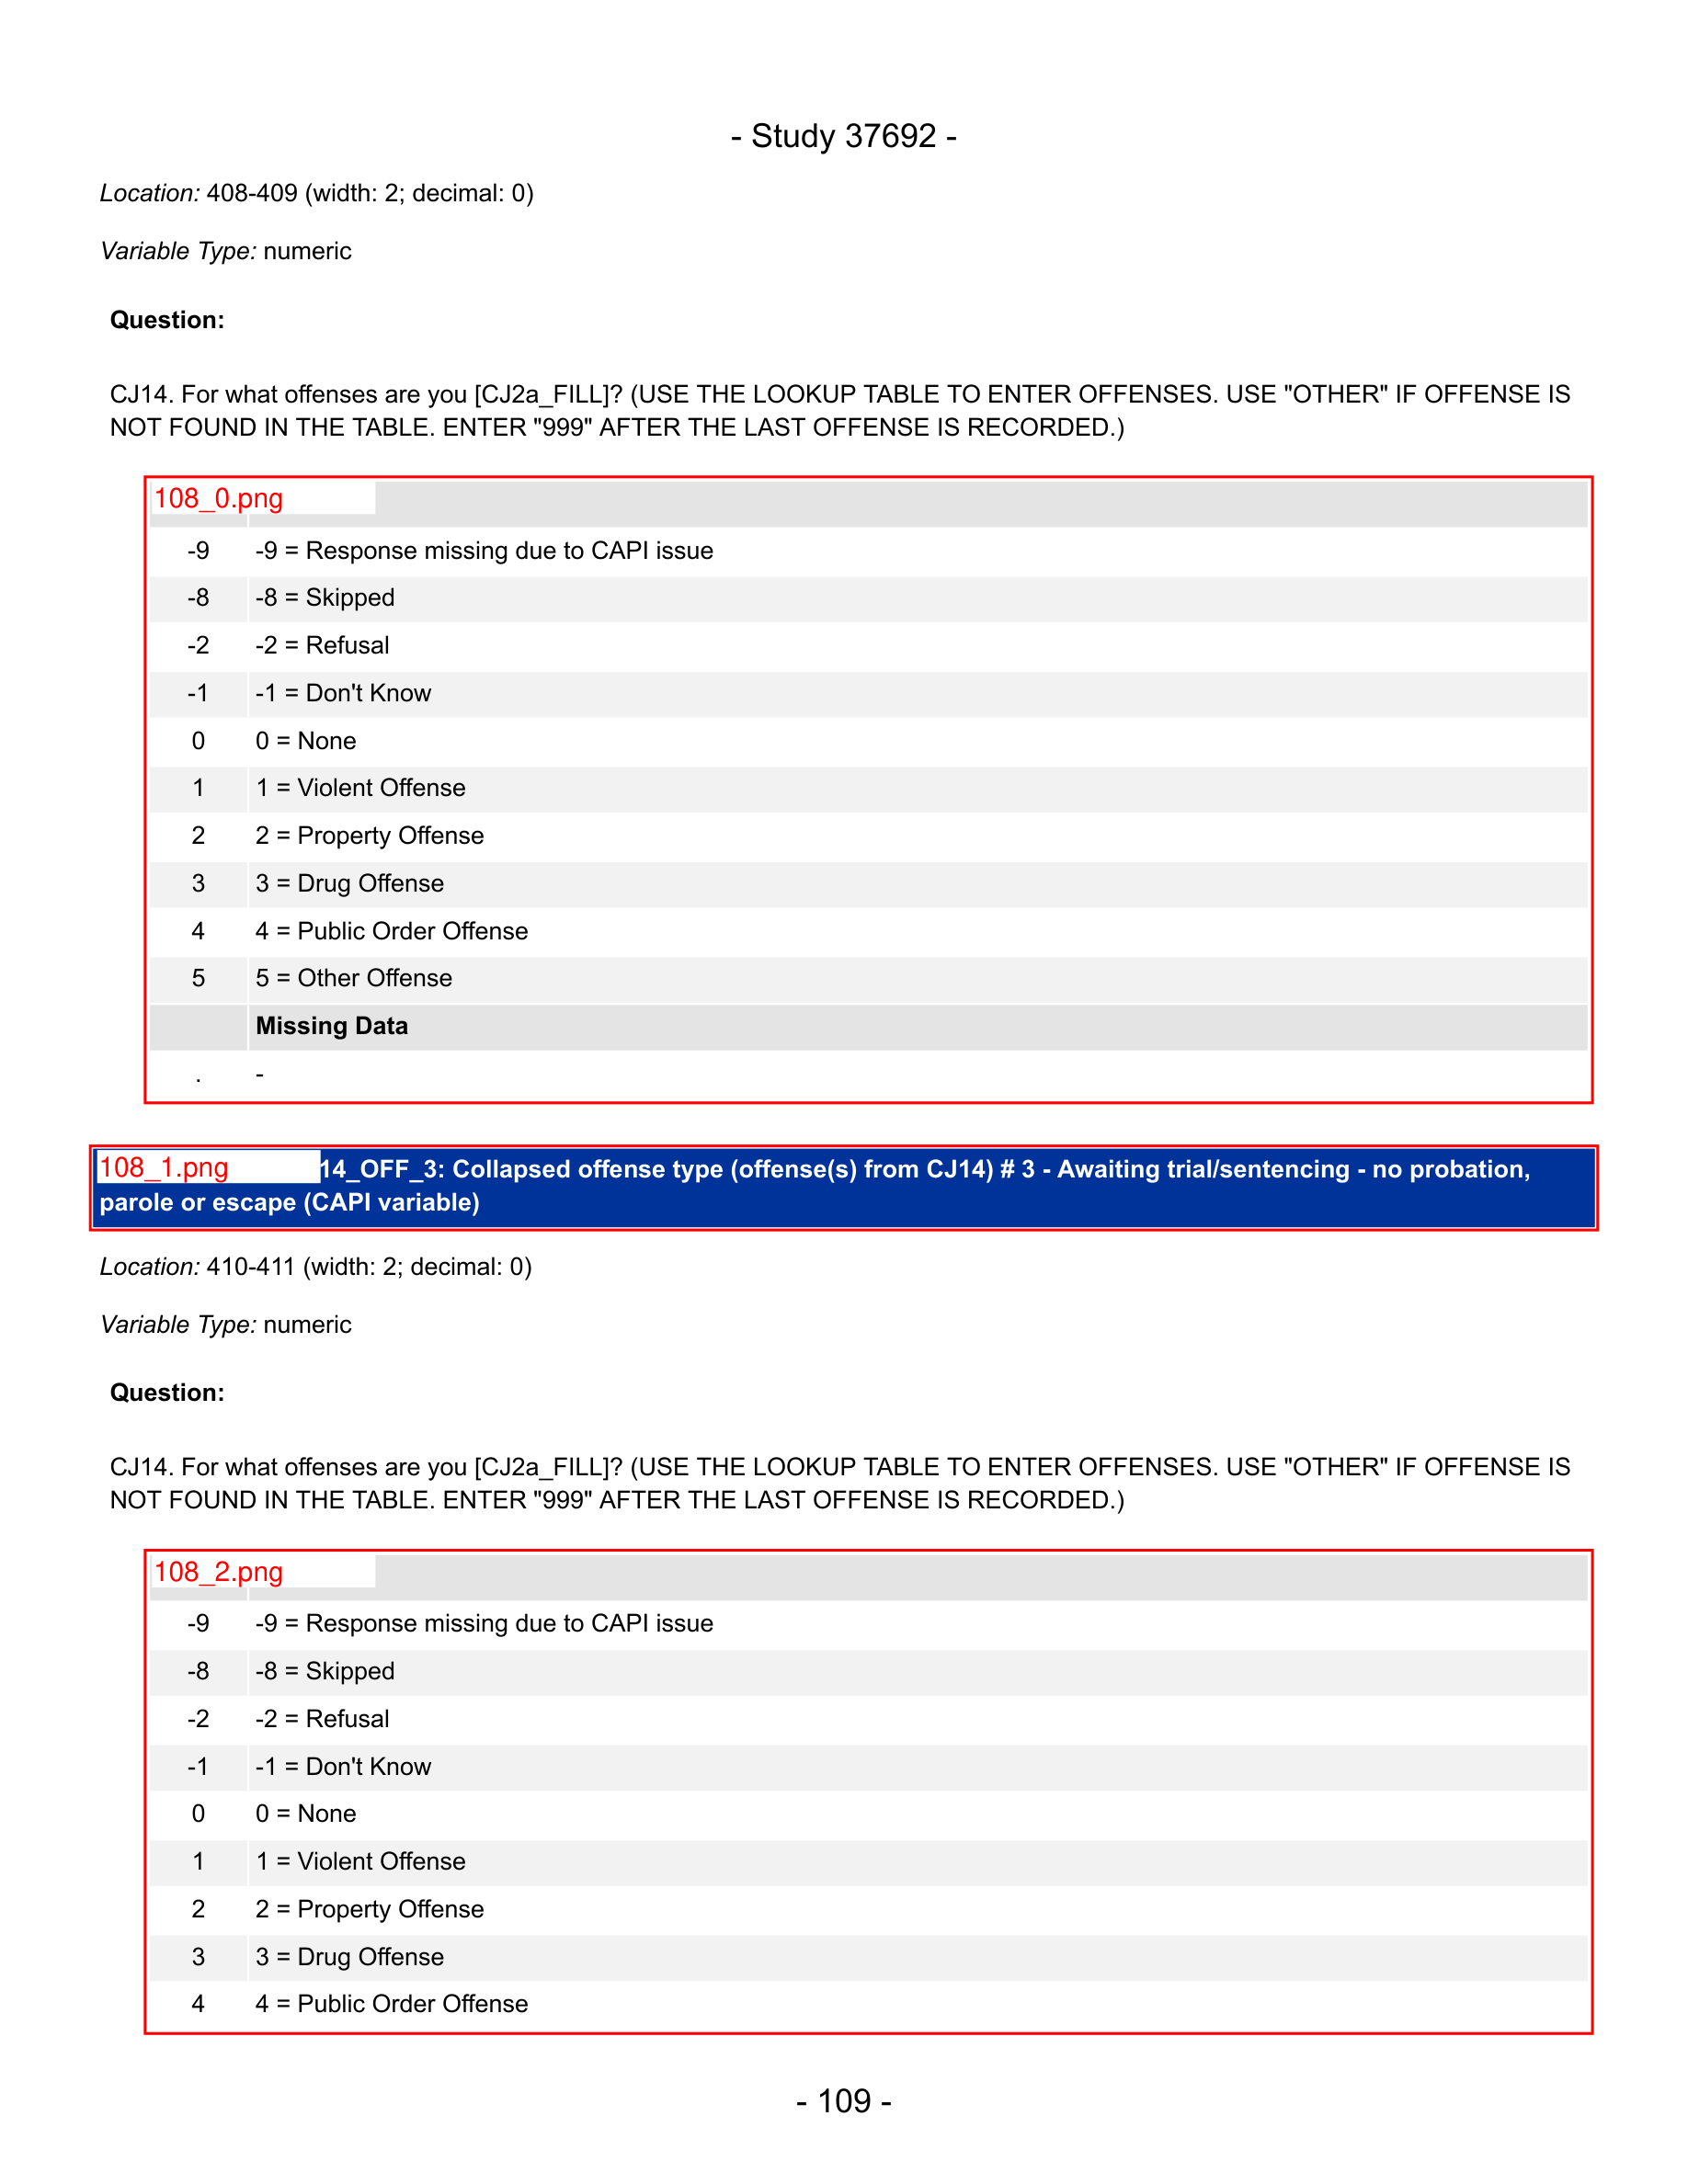 - Study 37692 -
Location: 408-409 (width: 2; decimal: 0)
Variable Type: numeric
Question:
CJ14. For what offenses are you [CJ2a_FILL]? (USE THE LOOKUP TABLE TO ENTER OFFENSES. USE "OTHER" IF OFFENSE IS
NOT FOUND IN THE TABLE. ENTER "999" AFTER THE LAST OFFENSE IS RECORDED.)
108_0.png
-9 -9 = Response missing due to CAPI issue
-8 -8 = Skipped
-2 -2 = Refusal
-1 -1 = Don't Know
0 0 = None
1 1 = Violent Offense
2 2 = Property Offense
3 3 = Drug Offense
4 4 = Public Order Offense
5 5 = Other Offense
Missing Data
. -
108_1.png 14_OFF_3: Collapsed offense type (offense(s) from CJ14) # 3 - Awaiting trial/sentencing - no probation,
parole or escape (CAPI variable)
Location: 410-411 (width: 2; decimal: 0)
Variable Type: numeric
Question:
CJ14. For what offenses are you [CJ2a_FILL]? (USE THE LOOKUP TABLE TO ENTER OFFENSES. USE "OTHER" IF OFFENSE IS
NOT FOUND IN THE TABLE. ENTER "999" AFTER THE LAST OFFENSE IS RECORDED.)
108_2.png
-9 -9 = Response missing due to CAPI issue
-8 -8 = Skipped
-2 -2 = Refusal
-1 -1 = Don't Know
0 0 = None
1 1 = Violent Offense
2 2 = Property Offense
3 3 = Drug Offense
4 4 = Public Order Offense
- 109 -